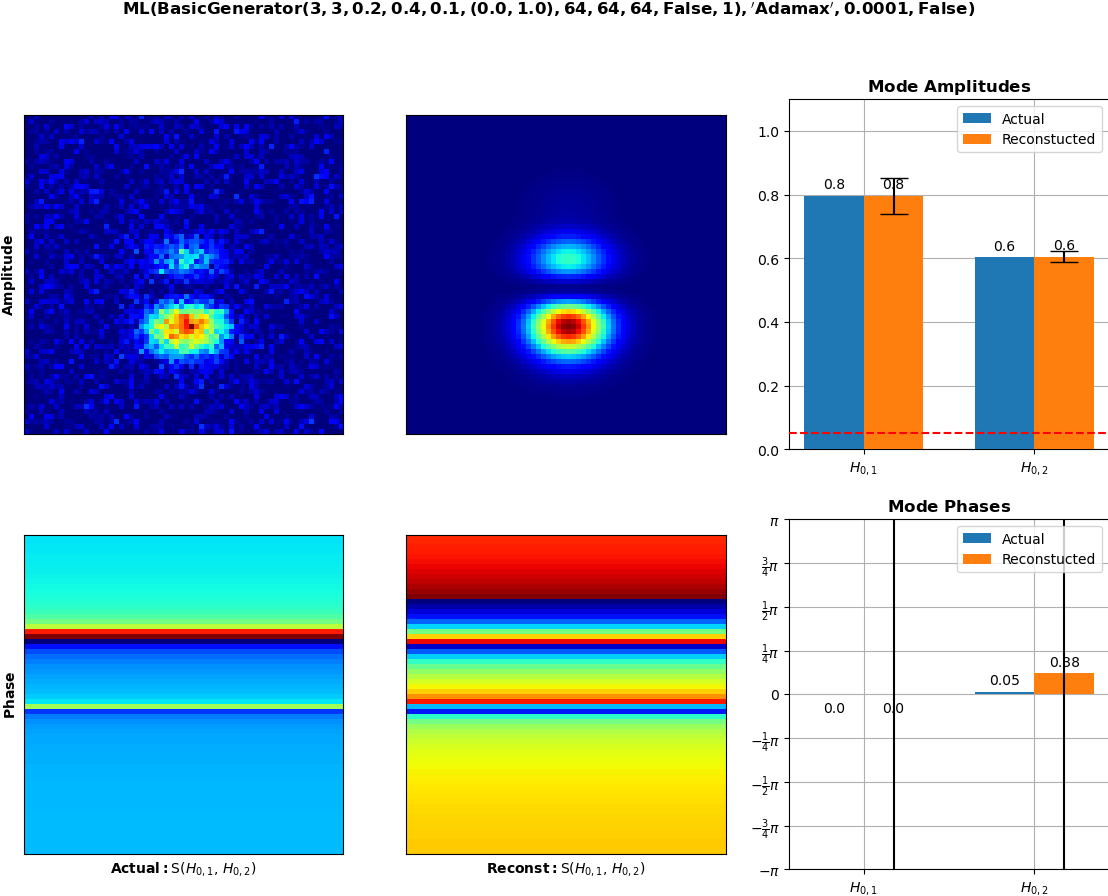 ML(BasicGenerator(3, 3, 0.2, 0.4, 0.1, (0.0, 1.0), 64, 64, 64, False, 1), 'Adamax', 0.0001, False)
Amplitude
Mode Amplitudes
Actual
Reconstucted
1.0
0.8
0.6
0.4
0.2
0.0
0.8
0.8
0.6
0.6
H0,1
H0,2
Phase
Actual: S(H0,1, H0,2)
Reconst: S(H0,1, H0,2)
Mode Phases
Actual
Reconstucted
π
3/4π
1/2π
1/4π
0
−1/4π
−1/2π
−3/4π
−π
0.0
0.0
0.05
0.38
H0,1
H0,2